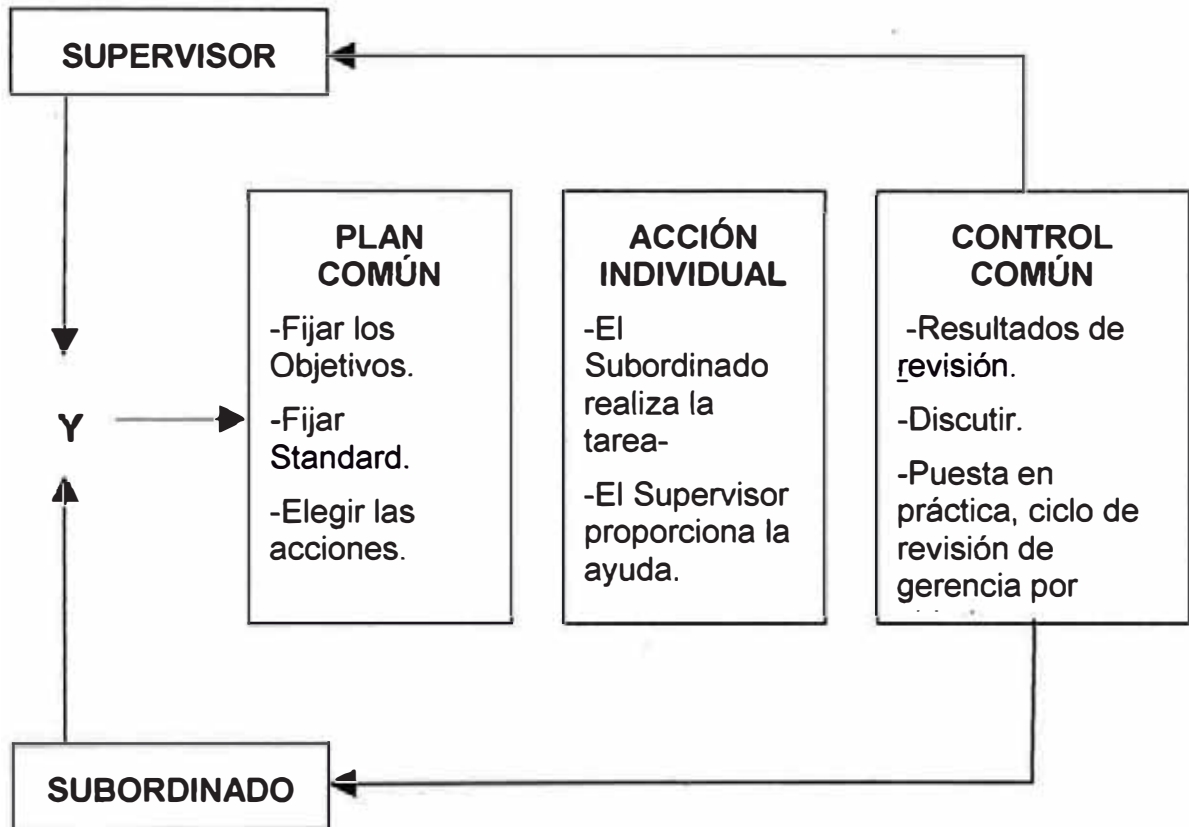 SUPERVISOR
Y
PLAN
COMÚN
-Fijar los
Objetivos.
-Fijar
Standard.
-Elegir las
acciones.
ACCIÓN
INDIVIDUAL
-El
Subordinado
realiza la
tarea-
-El Supervisor
proporciona la
ayuda.
CONTROL
COMÚN
-Resultados de
revisión.
-Discutir.
-Puesta en
práctica, ciclo de
revisión de
gerencia por
SUBORDINADO